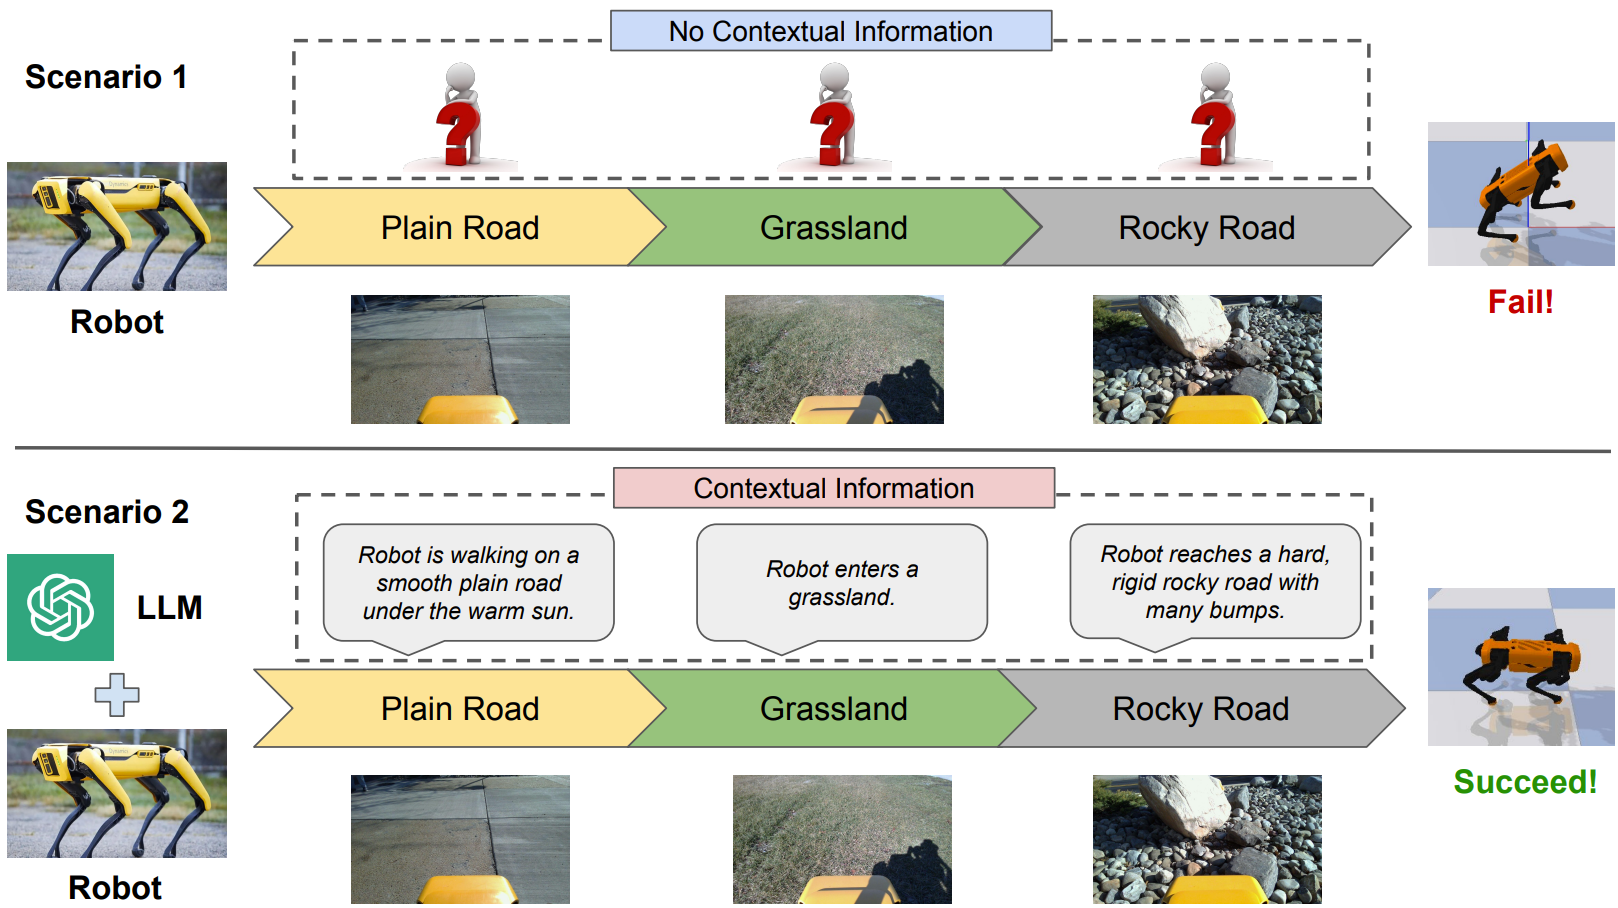 No Contextual Information
Scenario 1
Plain Road
Grassland
Rocky Road
Robot
Fail!
Contextual Information
Scenario 2
Robot is walking on a
smooth plain road
under the warm sun.
Robot enters a
grassland.
Robot reaches a hard,
rigid rocky road with
many bumps.
LLM
Plain Road
Grassland
Rocky Road
Succeed!
Robot